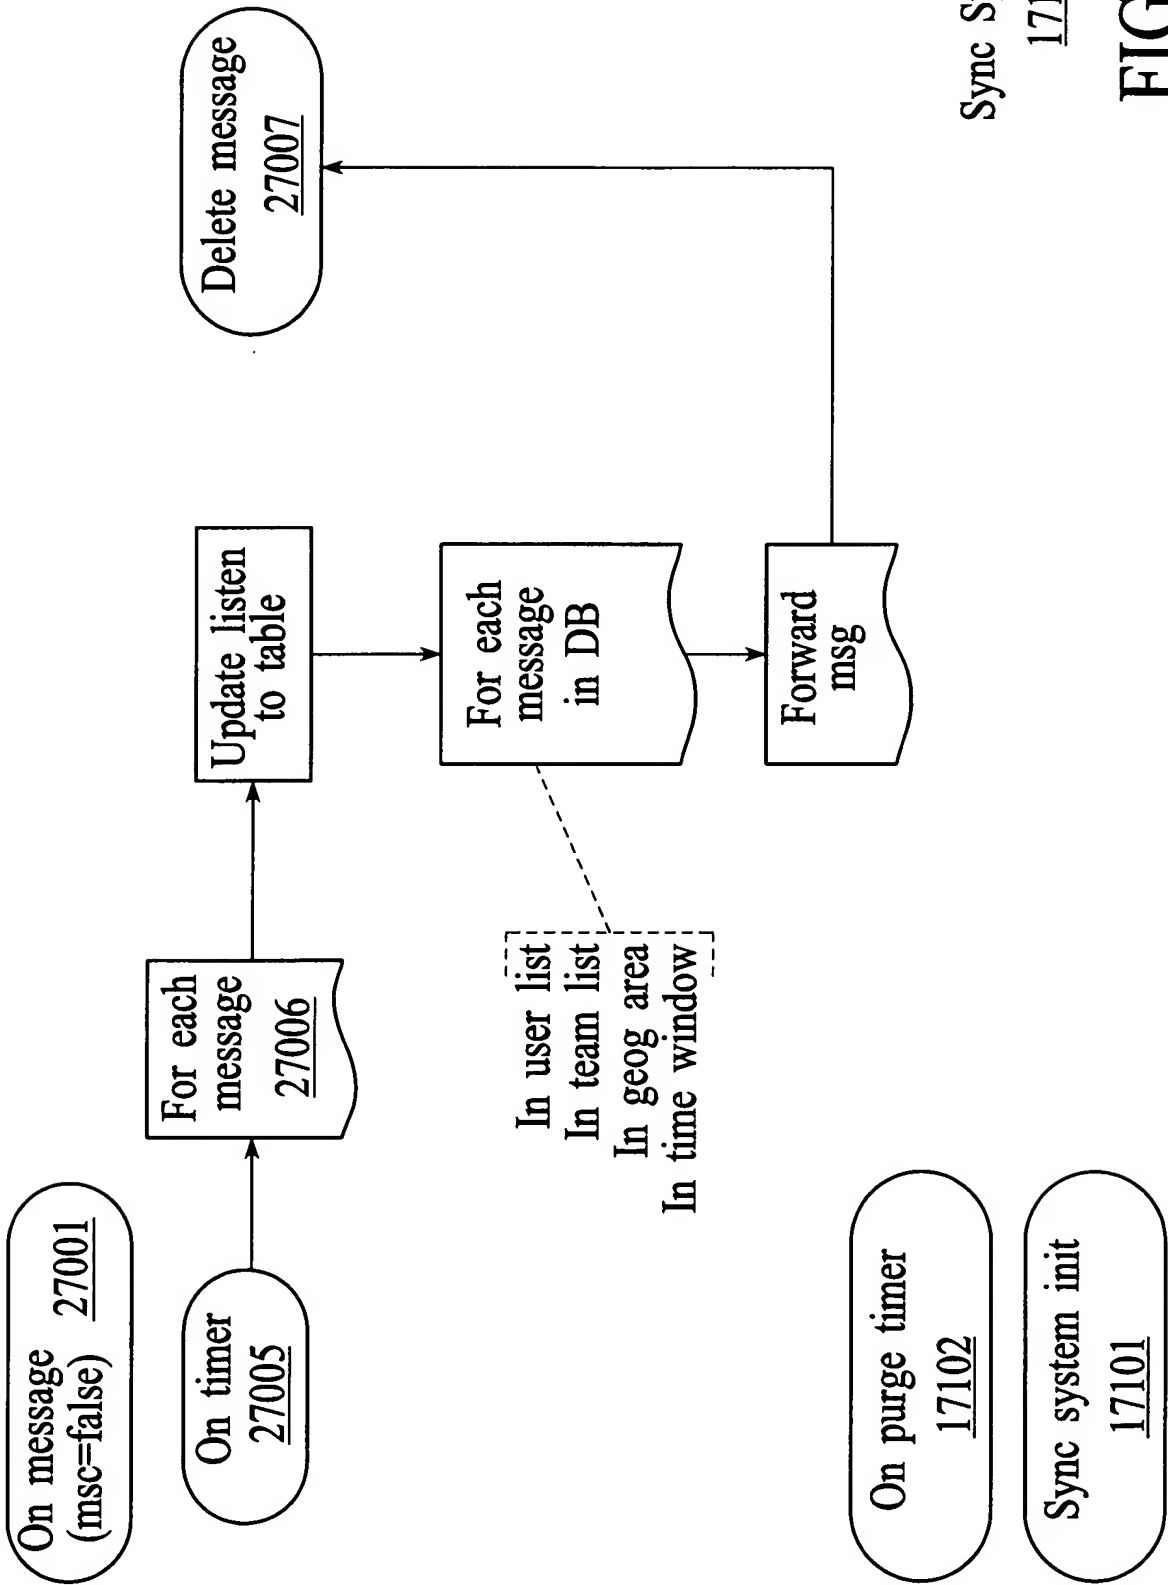 On message 27001
(msc=false)
On timer
27005
For each
message
27006
Update listen
to table
Delete message
27007
For each
message
in DB
In user list
In team list
In geog area
In time window
Forward
msg
On purge timer
17102
Sync system init
17101
Sync
FIG